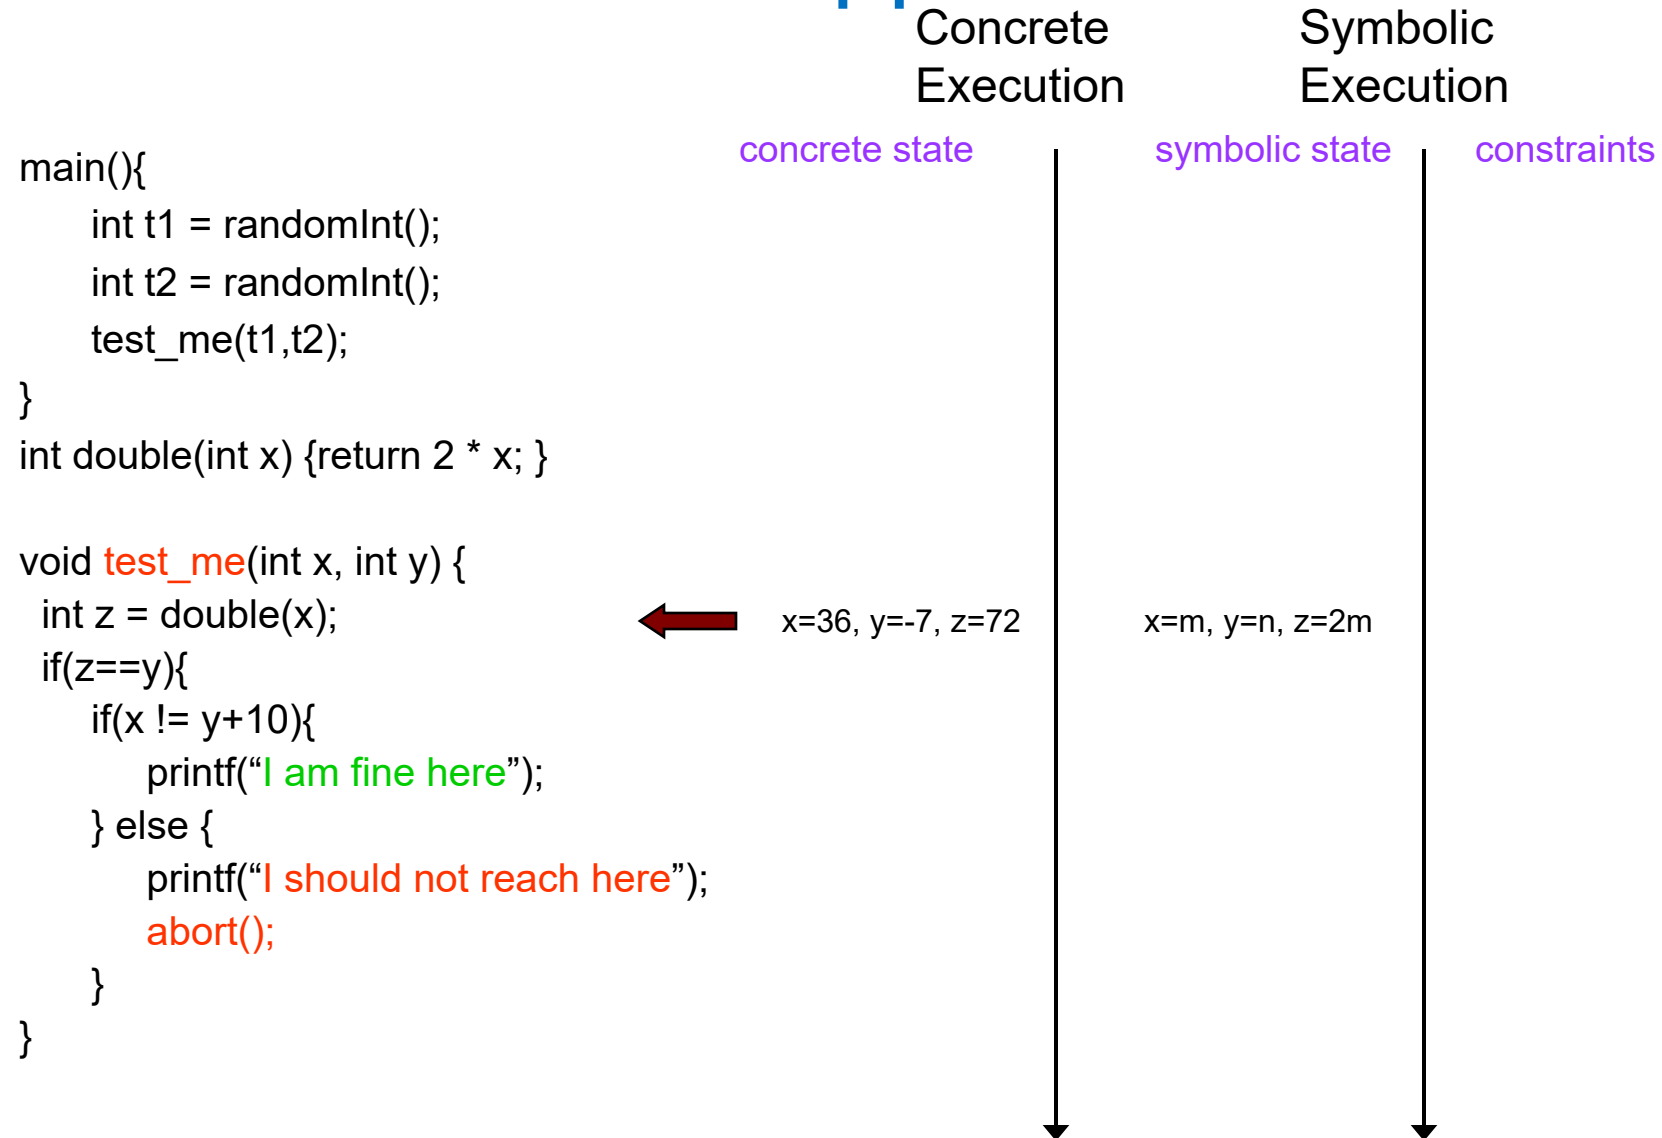 Concrete Execution
Symbolic Execution
concrete state
symbolic state
constraints
main(){
int t1 = randomInt();
int t2 = randomInt();
test_me(t1,t2);
}
int double(int x) {return 2 * x; }
void test_me(int x, int y) {
int z = double(x);
x=36, y=-7, z=72
x=m, y=n, z=2m
if(z==y){
if(x != y+10){
printf(“I am fine here”);
} else {
printf(“I should not reach here”);
abort();
}
}